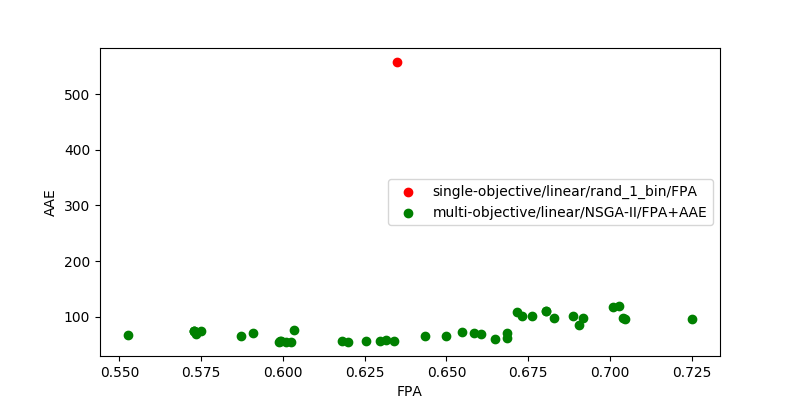 500
400
300
200
100
AAE
single-objective/linear/rand_1_bin/FPA
multi-objective/linear/NSGA-II/FPA+AAE
0.550 0.575 0.600 0.625 0.650 0.675 0.700 0.725
FPA